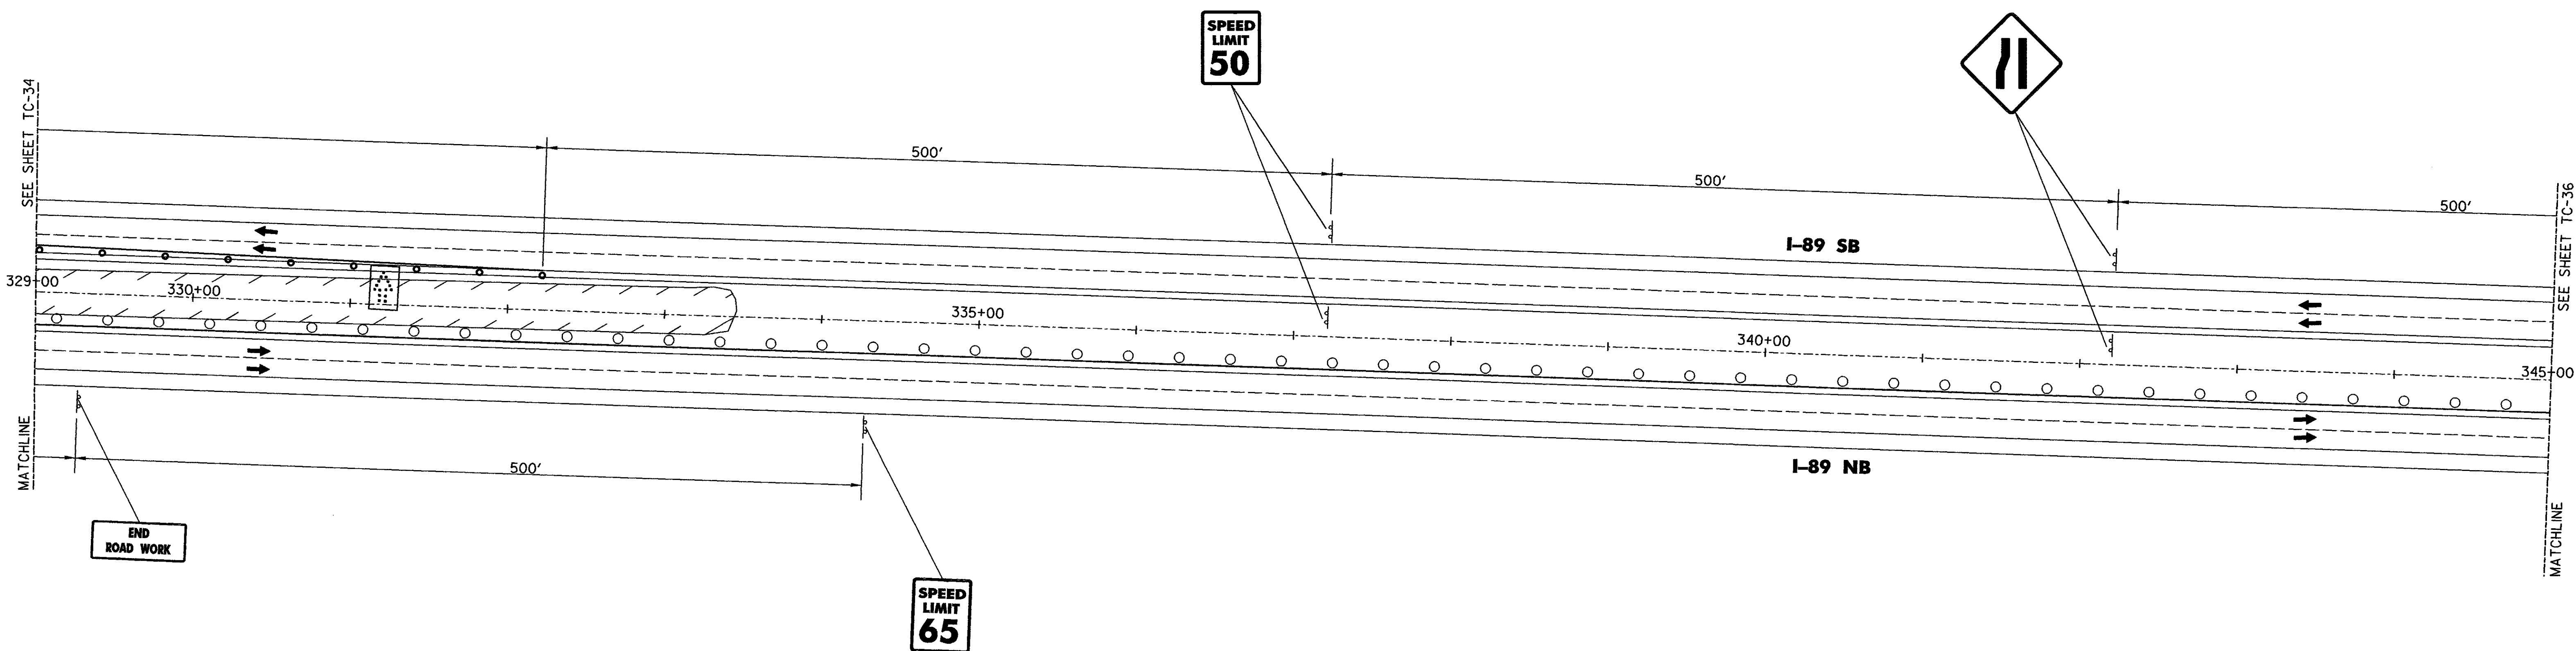 SPEED
LIMIT
50
SEE SHEET TC-34
500'
500'
500'
SEE SHEET TC-36
I-89 SB
329+00
330+00
335+00
340+00
345+00
MATCHLINE
500'
I-89 NB
MATCHLINE
END
ROAD WORK
SPEED
LIMIT
65